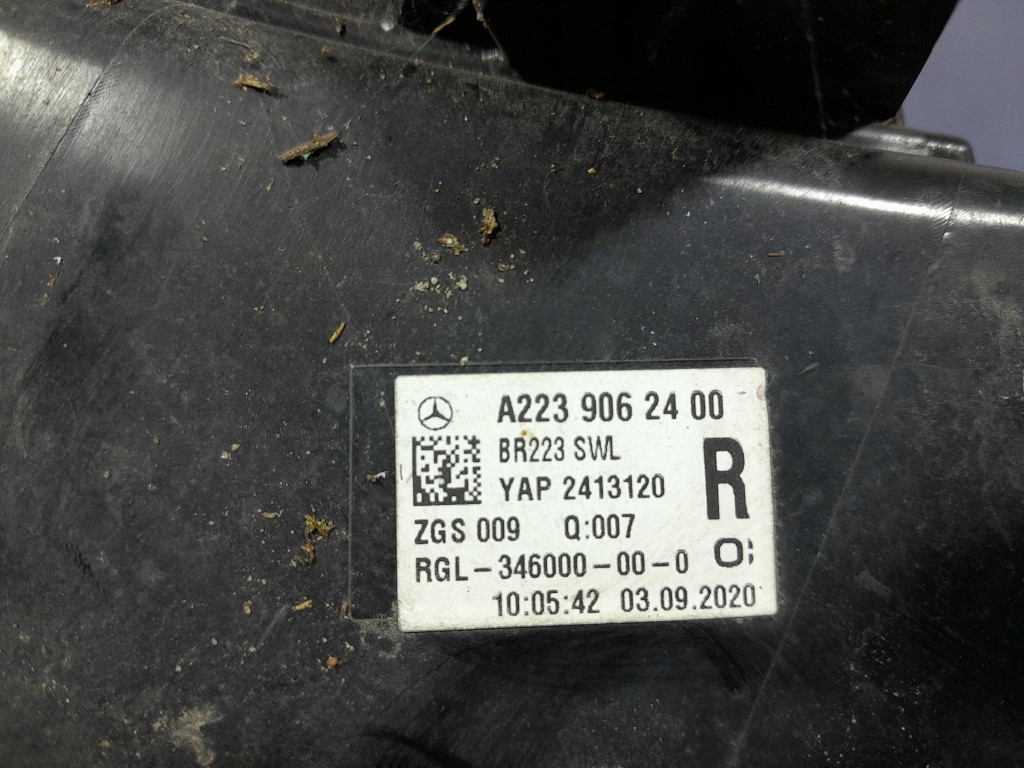 A223 906 24 00
BR223 SWL
YAP 2413120
R
ZGS 009 Q:007
RGL-346000-00-0
10:05:42 03.09.2020